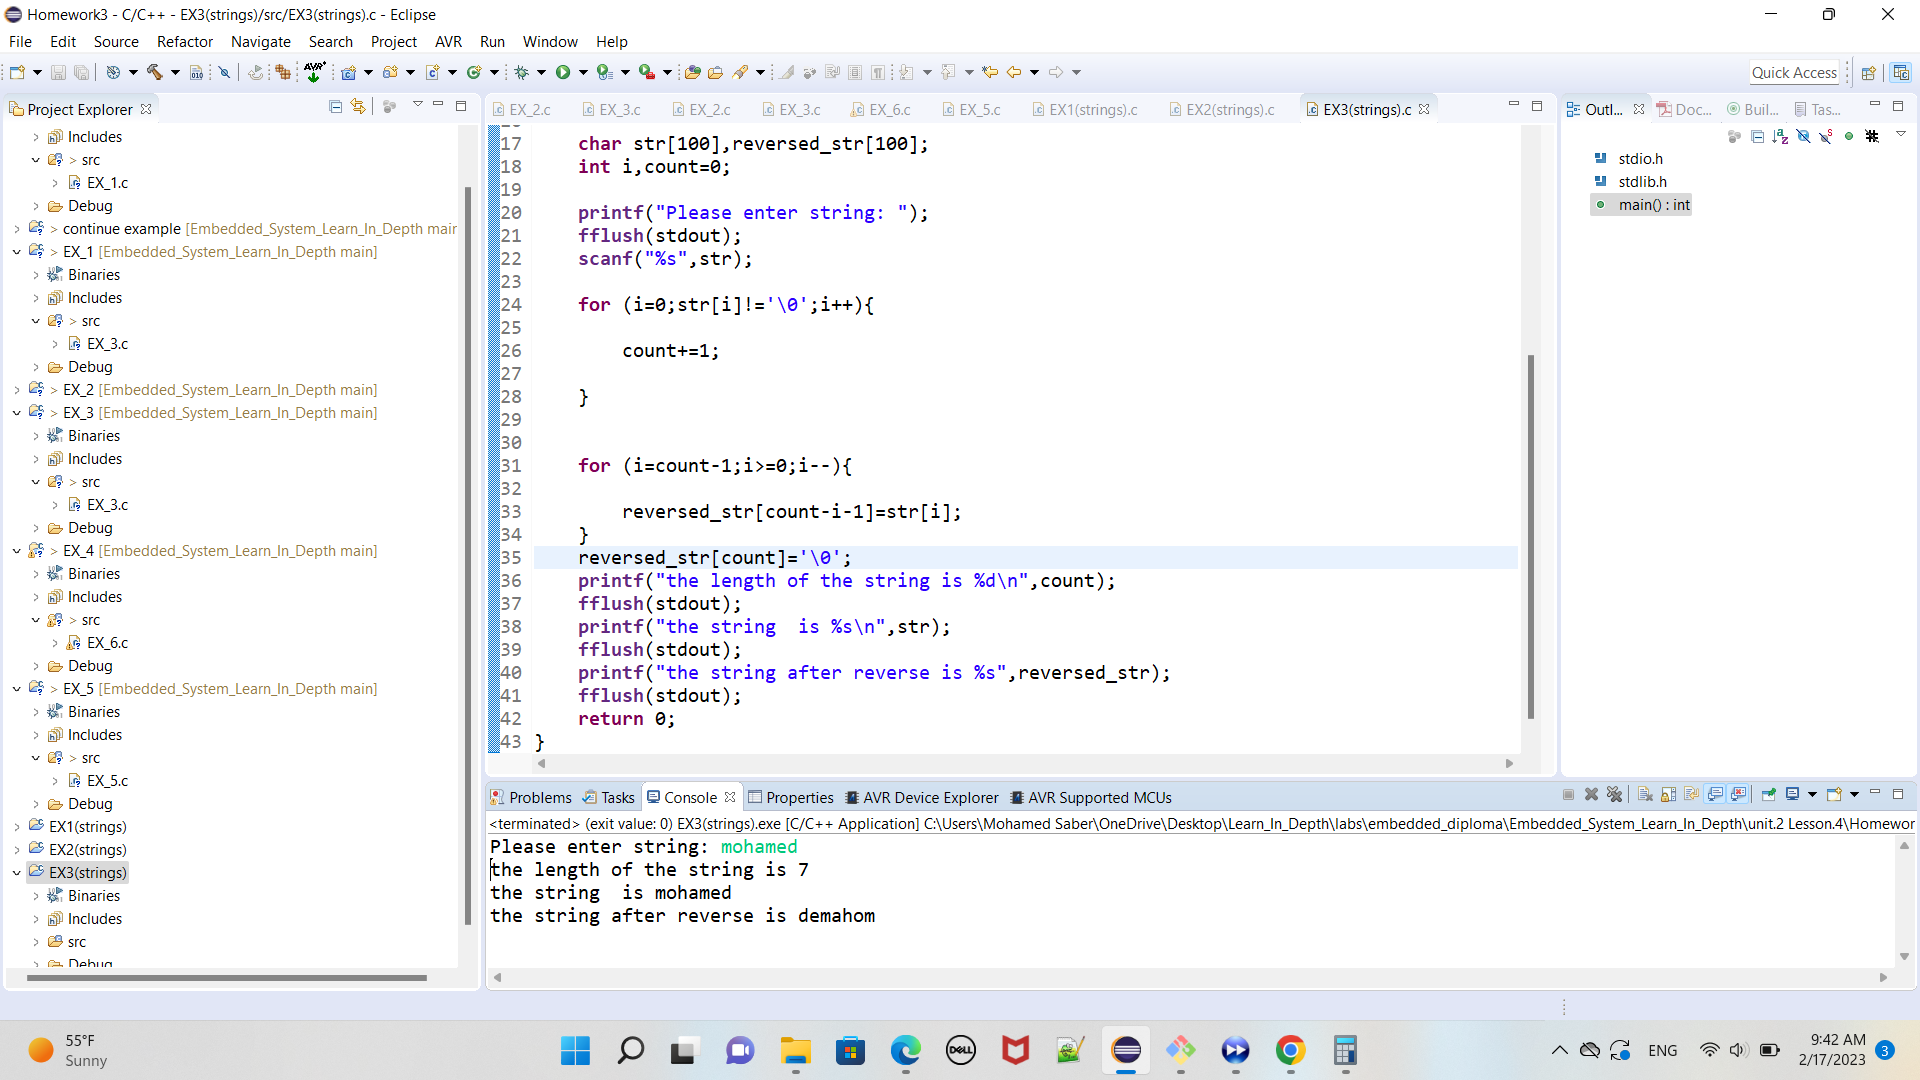 Homework3 - C/C++ - EX3(strings)/src/EX3(strings).c - Eclipse
File Edit Source Refactor Navigate Search Project AVR Run Window Help
Quick Access
Project Explorer
Includes
> src
EX_1.c
Debug
> continue example [Embedded_System_Learn_In_Depth mair
> EX_1 [Embedded_System_Learn_In_Depth main]
Binaries
Includes
> src
EX_3.c
Debug
> EX_2 [Embedded_System_Learn_In_Depth main]
> EX_3 [Embedded_System_Learn_In_Depth main]
Binaries
Includes
> src
EX_3.c
Debug
> EX_4 [Embedded_System_Learn_In_Depth main]
Binaries
Includes
> src
EX_6.c
Debug
> EX_5 [Embedded_System_Learn_In_Depth main]
Binaries
Includes
> src
EX_5.c
Debug
EX1(strings)
EX2(strings)
EX3(strings)
Binaries
Includes
src
Debug
EX_2.c EX_3.c EX_2.c EX_3.c EX_6.c EX_5.c EX1(strings).c EX2(strings).c EX3(strings).c
17 char str[100],reversed_str[100];
18 int i,count=0;
19
20 printf("Please enter string: ");
21 fflush(stdout);
22 scanf("%s",str);
23
24 for (i=0;str[i]!='\0';i++){
25
26 count+=1;
27
28 }
29
30
31 for (i=count-1;i>=0;i--){
32
33 reversed_str[count-i-1]=str[i];
34 }
35 reversed_str[count]='\0';
36 printf("the length of the string is %d\n",count);
37 fflush(stdout);
38 printf("the string  is %s\n",str);
39 fflush(stdout);
40 printf("the string after reverse is %s",reversed_str);
41 fflush(stdout);
42 return 0;
43 }
Outl... Doc... Buil... Tas...
stdio.h
stdlib.h
main() : int
Problems Tasks Console Properties AVR Device Explorer AVR Supported MCUs
<terminated> (exit value: 0) EX3(strings).exe [C/C++ Application] C:\Users\Mohamed Saber\OneDrive\Desktop\Learn_In_Depth\labs\embedded_diploma\Embedded_System_Learn_In_Depth\unit.2 Lesson.4\Homewor
Please enter string: mohamed
the length of the string is 7
the string  is mohamed
the string after reverse is demahom
55°F
Sunny
DELL
ENG
9:42 AM
2/17/2023
3